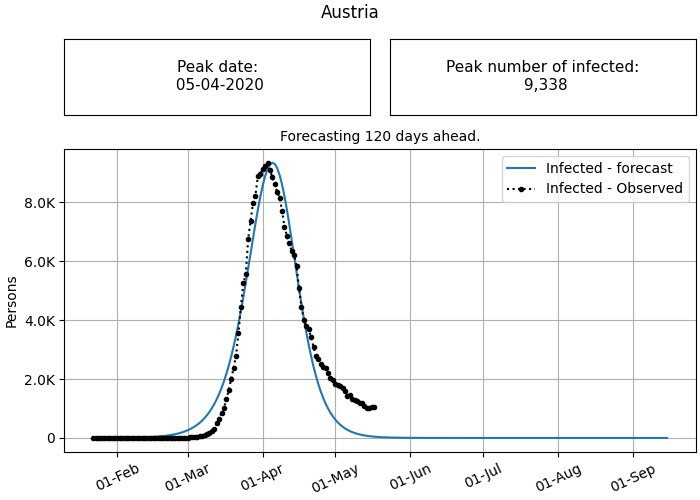 Austria
Peak date:
05-04-2020
Peak number of infected:
9,338
Forecasting 120 days ahead.
Infected - forecast
Infected - Observed
8.0K
6.0K
4.0K
2.0K
0
Persons
01-Feb
01-Mar
01-Apr
01-May
01-Jun
01-Jul
01-Aug
01-Sep